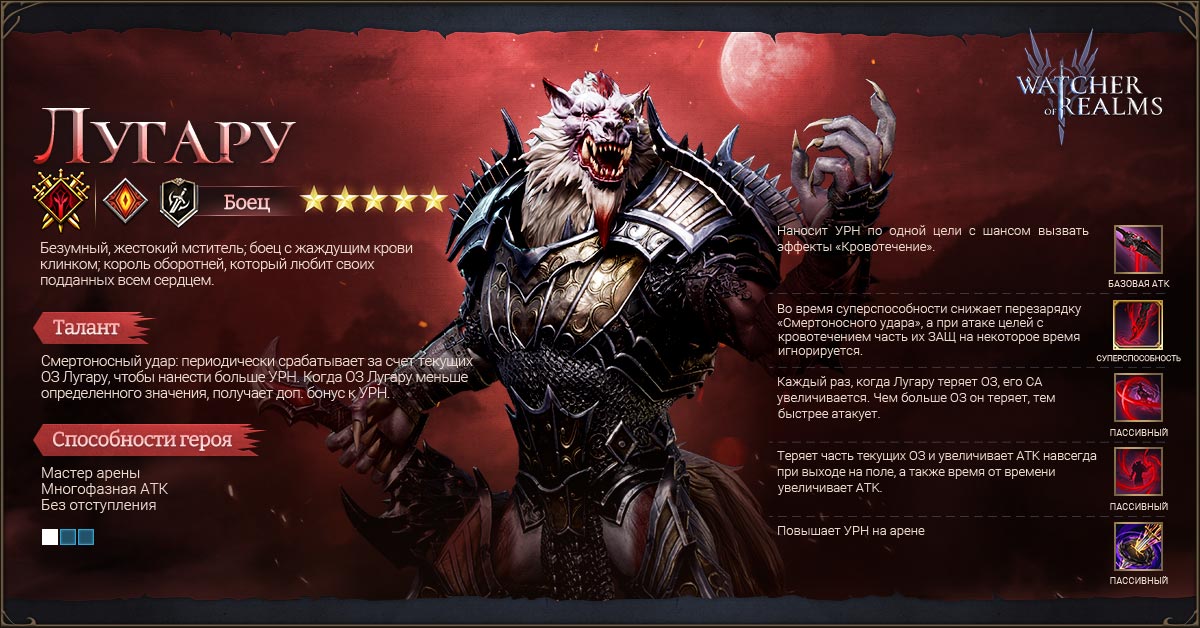 WATCHER
OF REALMS
Лугару
Боец
Безумный, жестокий мститель; боец с жаждущим крови
клинком; король оборотней, который любит своих
подданных всем сердцем.
Талант
Смертоносный удар: периодически срабатывает за счет текущих
ОЗ Лугару, чтобы нанести больше УРН. Когда ОЗ Лугару меньше
определенного значения, получает доп. бонус к УРН.
Способности героя
Мастер арены
Многофазная АТК
Без отступления
Наносит УРН по одной цели с шансом вызвать
эффекты «Кровотечение».
БАЗОВАЯ АТК
Во время суперспособности снижает перезарядку
«Смертоносного удара», а при атаке целей с
кровотечением часть их ЗАЩ на некоторое время
игнорируется.
СУПЕРСПОСОБНОСТЬ
Каждый раз, когда Лугару теряет ОЗ, его СА
увеличивается. Чем больше ОЗ он теряет, тем
быстрее атакует.
ПАССИВНЫЙ
Теряет часть текущих ОЗ и увеличивает АТК навсегда
при выходе на поле, а также время от времени
увеличивает АТК.
ПАССИВНЫЙ
Повышает УРН на арене
ПАССИВНЫЙ